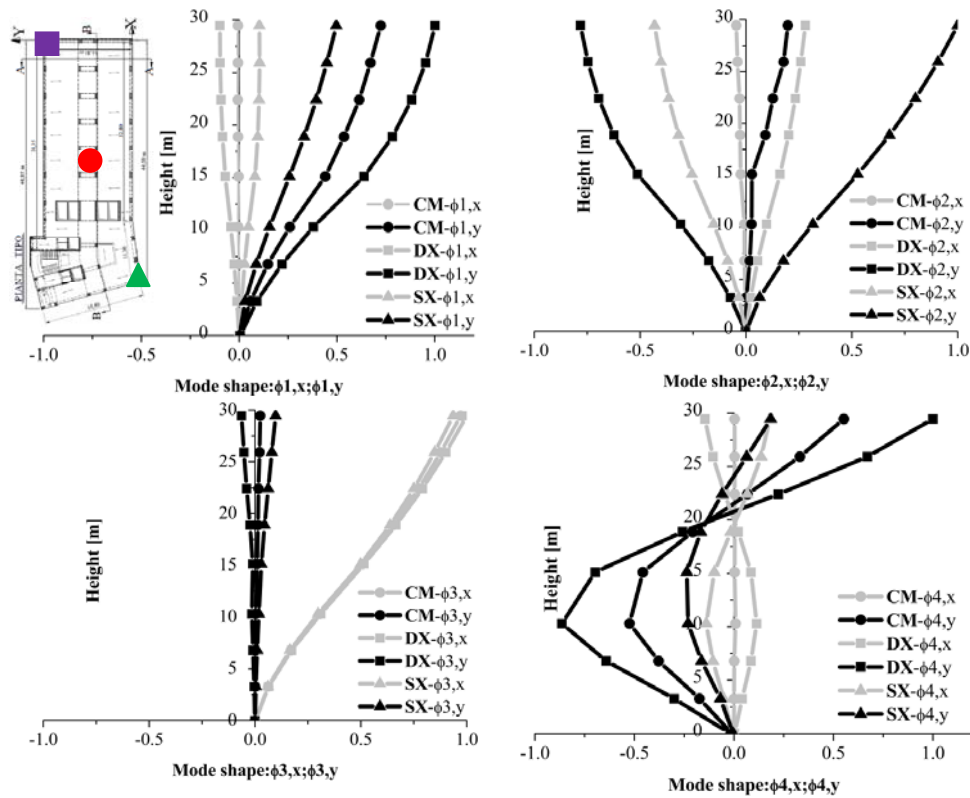 Y
B
X
A
A
PIANTA TIPO
B
Height [m]
30
25
20
15
10
5
0
CM-ϕ1,x
CM-ϕ1,y
DX-ϕ1,x
DX-ϕ1,y
SX-ϕ1,x
SX-ϕ1,y
-1.0 -0.5 0.0 0.5 1.0
Mode shape:ϕ1,x;ϕ1,y
Height [m]
30
25
20
15
10
5
0
CM-ϕ2,x
CM-ϕ2,y
DX-ϕ2,x
DX-ϕ2,y
SX-ϕ2,x
SX-ϕ2,y
-1.0 -0.5 0.0 0.5 1.0
Mode shape:ϕ2,x;ϕ2,y
Height [m]
30
25
20
15
10
5
0
CM-ϕ3,x
CM-ϕ3,y
DX-ϕ3,x
DX-ϕ3,y
SX-ϕ3,x
SX-ϕ3,y
-1.0 -0.5 0.0 0.5 1.0
Mode shape:ϕ3,x;ϕ3,y
Height [m]
30
25
20
15
5
0
CM-ϕ4,x
CM-ϕ4,y
DX-ϕ4,x
DX-ϕ4,y
SX-ϕ4,x
SX-ϕ4,y
-1.0 -0.5 0.0 0.5 1.0
Mode shape:ϕ4,x;ϕ4,y